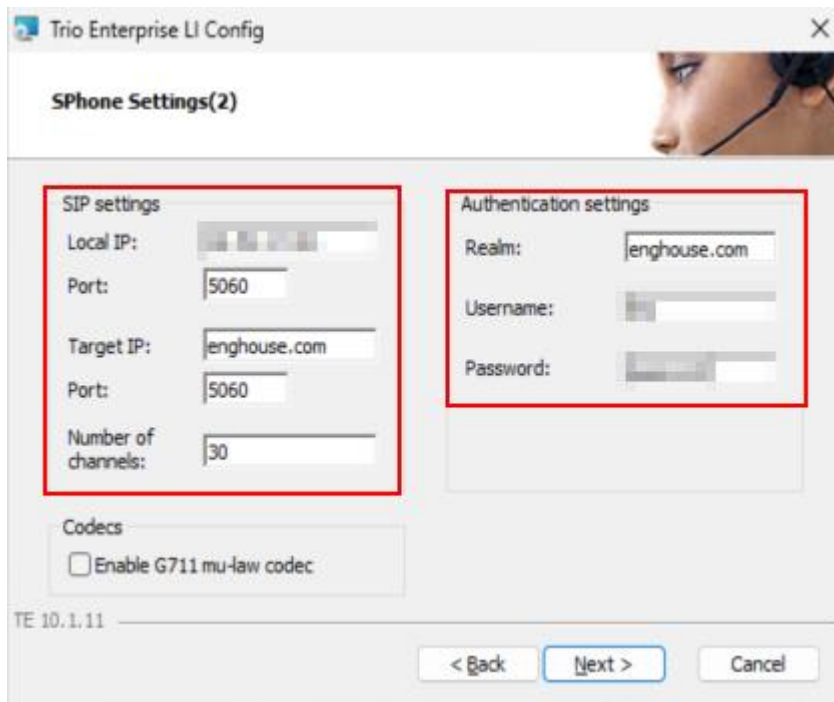 Trio Enterprise LI Config
SPhone Settings(2)
SIP settings
Local IP:
Port: 5060
Target IP: enghouse.com
Port: 5060
Number of
channels: 30
Authentication settings
Realm: enghouse.com
Username:
Password:
Codecs
Enable G711 mu-law codec
TE 10.1.11
< Back
Next >
Cancel